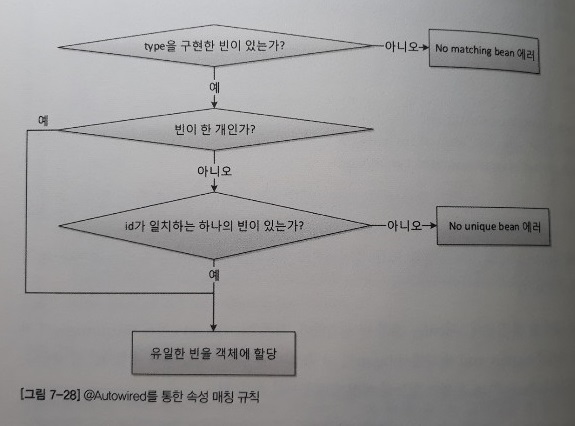 type을 구현한 빈이 있는가?
아니오
No matching bean 에러
예
예
빈이 한 개인가?
아니오
id가 일치하는 하나의 빈이 있는가?
아니오
No unique bean 에러
예
유일한 빈을 객체에 할당
[그림 7-28] @Autowired를 통한 속성 매칭 규칙